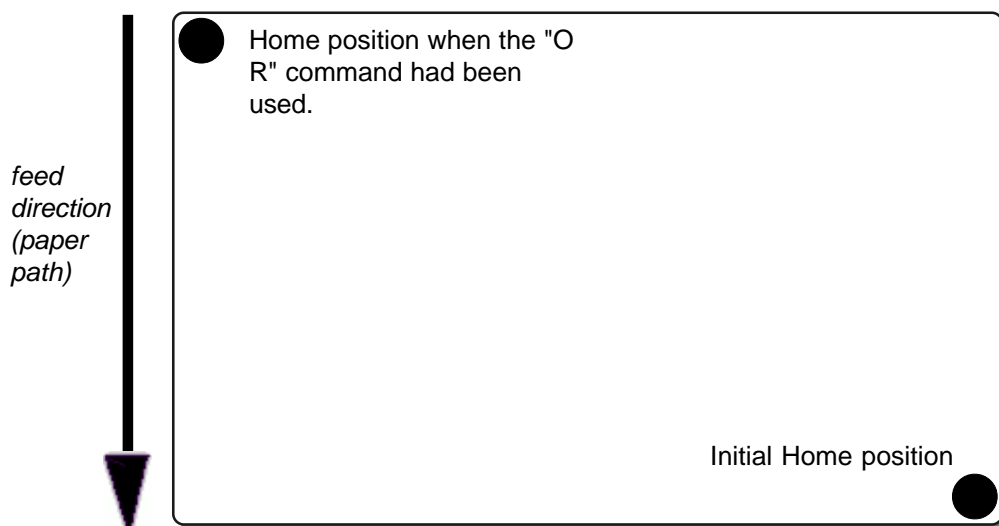 Home position when the "O
R" command had been
used.
feed
direction
(paper
path)
Initial Home position